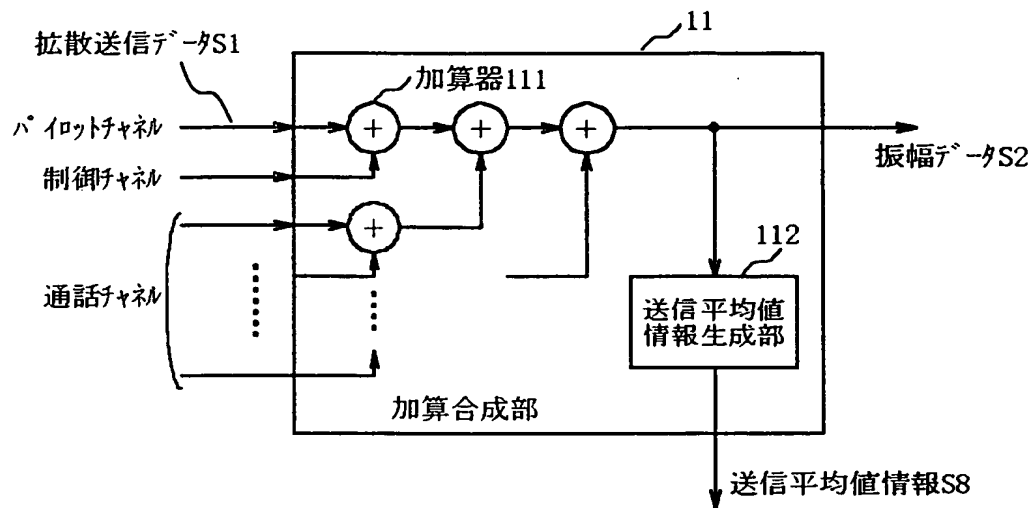 11
拡散送信データS1
加算器111
パイロットチャネル
制御チャネル
振幅データS2
112
通話チャネル
送信平均値
情報生成部
加算合成部
送信平均値情報S8